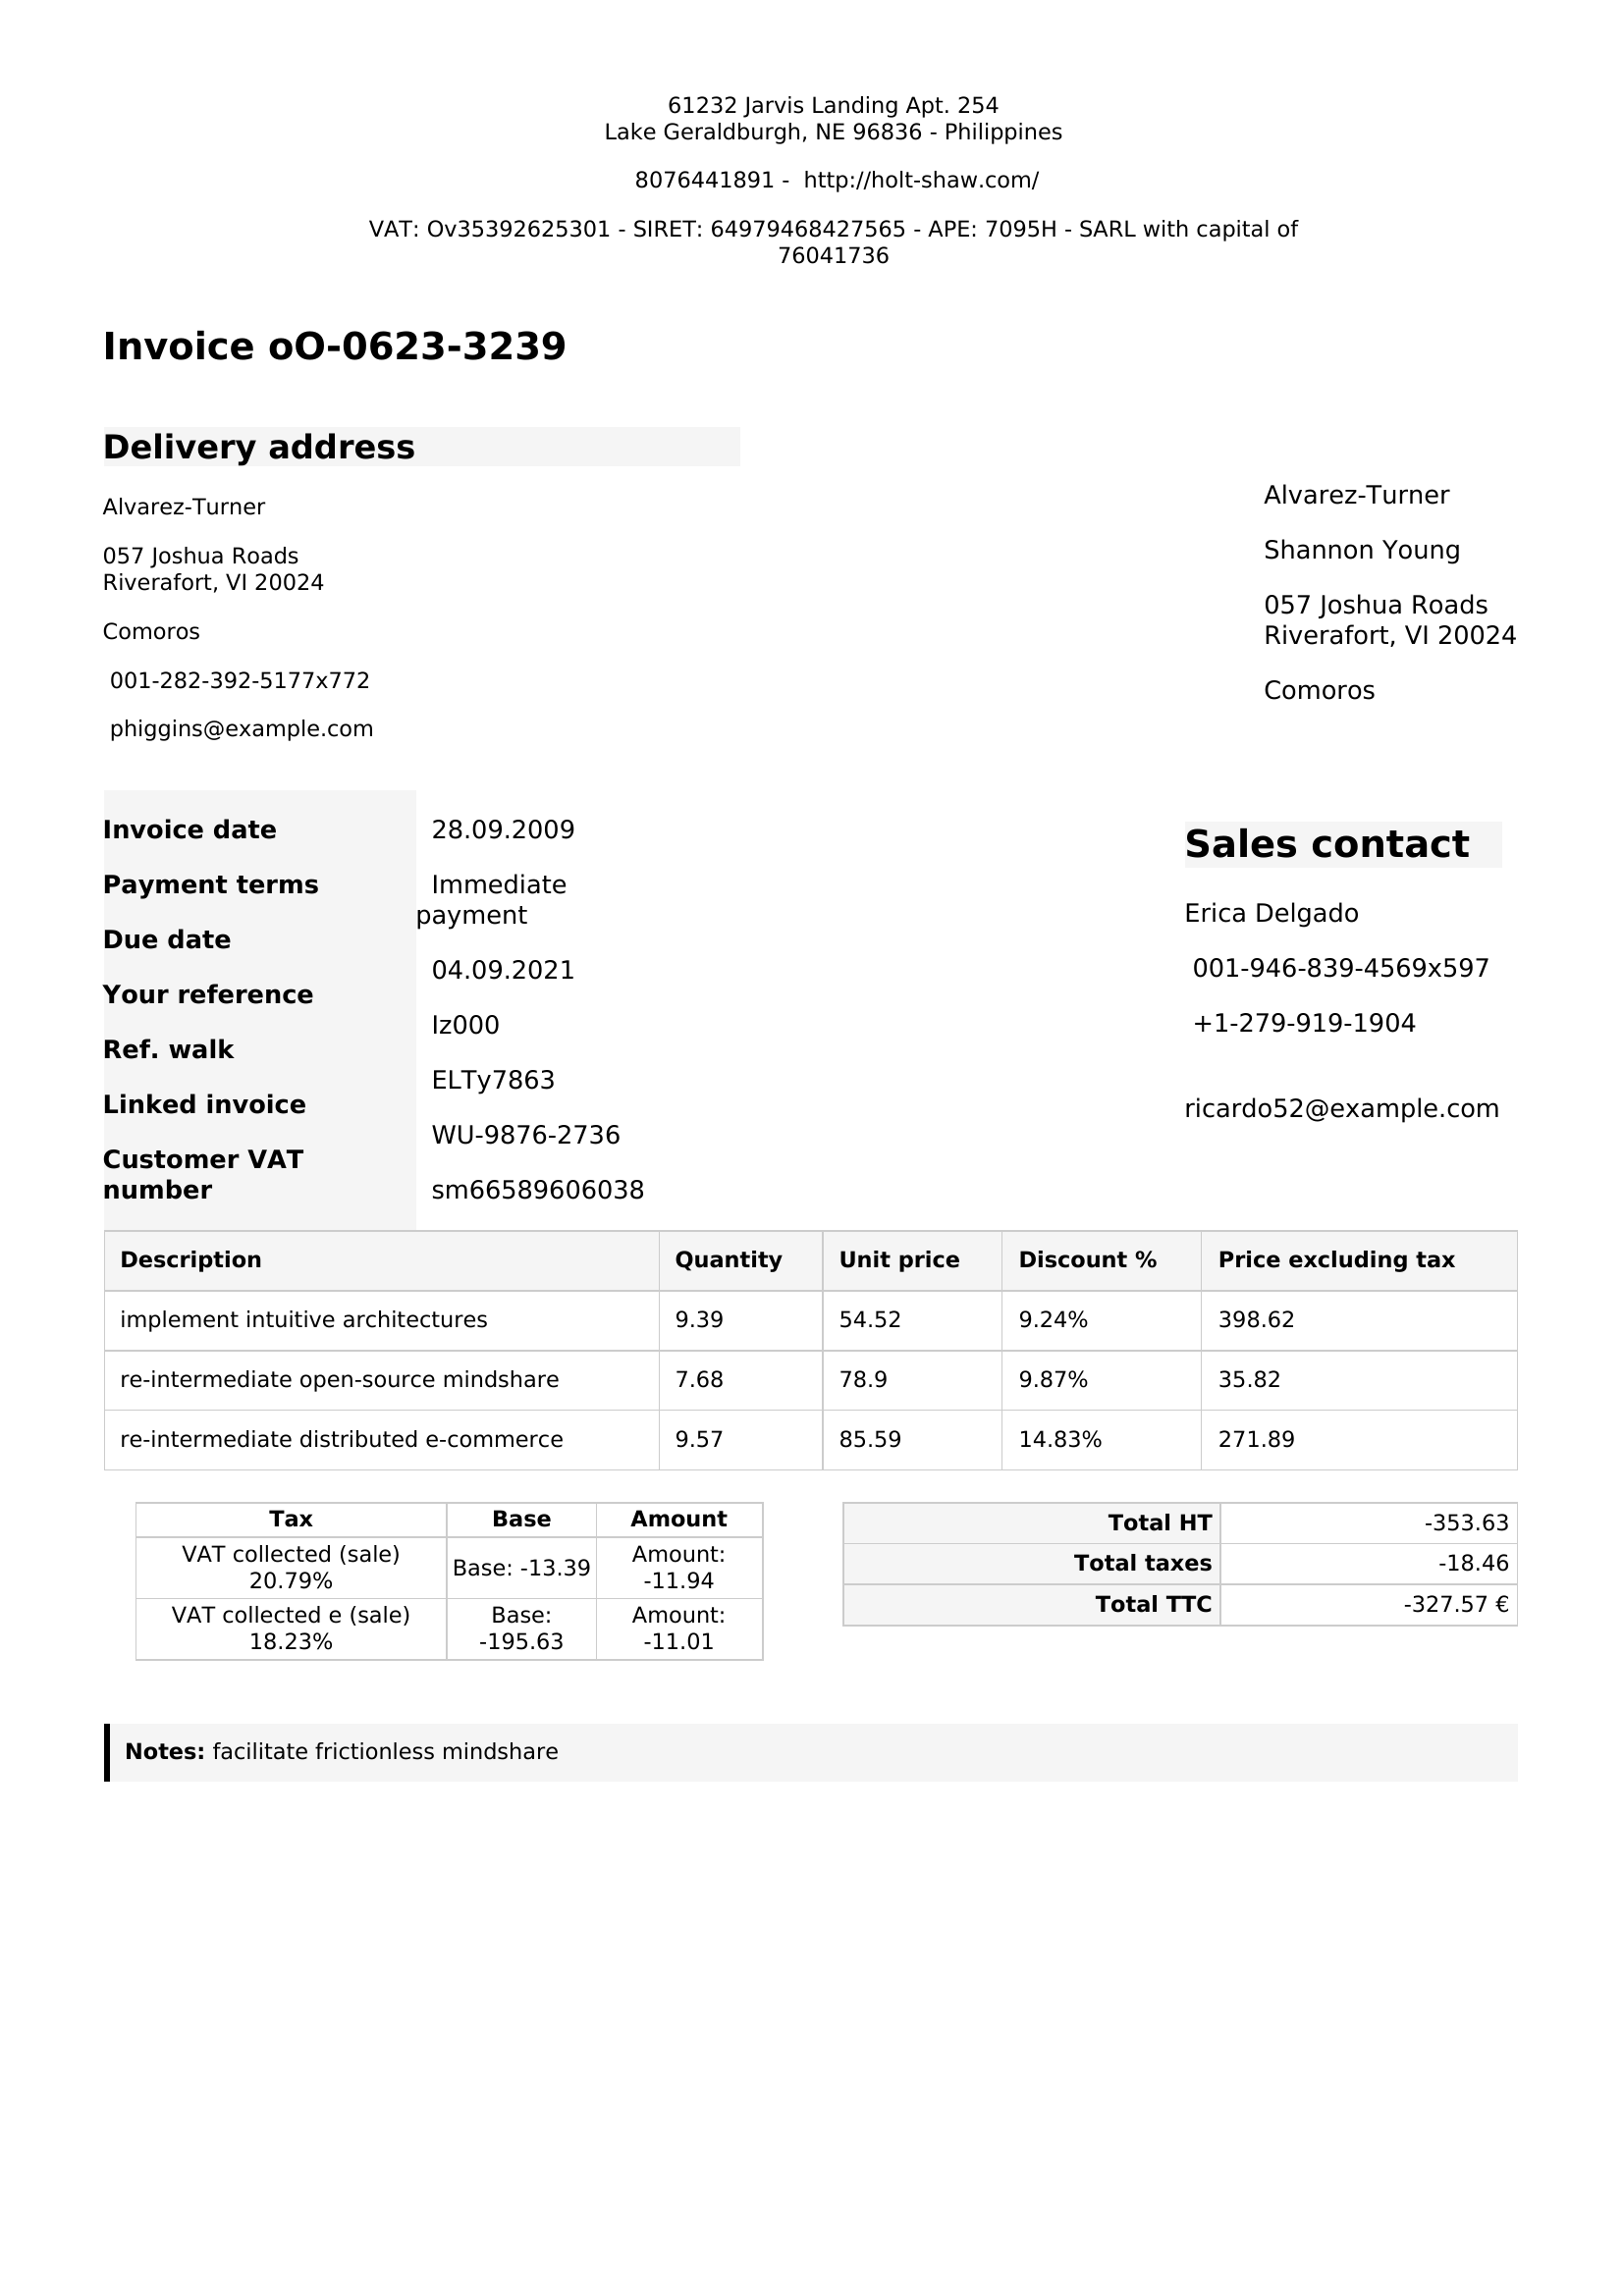 61232 Jarvis Landing Apt. 254
Lake Geraldburgh, NE 96836 - Philippines
8076441891 - http://holt-shaw.com/
VAT: Ov35392625301 - SIRET: 64979468427565 - APE: 7095H - SARL with capital of
76041736
Invoice oO-0623-3239
Delivery address
Alvarez-Turner
057 Joshua Roads
Riverafort, VI 20024
Comoros
001-282-392-5177x772
phiggins@example.com
Alvarez-Turner
Shannon Young
057 Joshua Roads
Riverafort, VI 20024
Comoros
Invoice date 28.09.2009
Payment terms Immediate
payment
Due date 04.09.2021
Your reference Iz000
Ref. walk ELTy7863
Linked invoice WU-9876-2736
Customer VAT
number sm66589606038
Sales contact
Erica Delgado
001-946-839-4569x597
+1-279-919-1904
ricardo52@example.com
Description Quantity Unit price Discount % Price excluding tax
implement intuitive architectures 9.39 54.52 9.24% 398.62
re-intermediate open-source mindshare 7.68 78.9 9.87% 35.82
re-intermediate distributed e-commerce 9.57 85.59 14.83% 271.89
Tax Base Amount
VAT collected (sale)
20.79% Base: -13.39 Amount:
-11.94
VAT collected e (sale)
18.23% Base:
-195.63 Amount:
-11.01
Total HT -353.63
Total taxes -18.46
Total TTC -327.57 €
Notes: facilitate frictionless mindshare